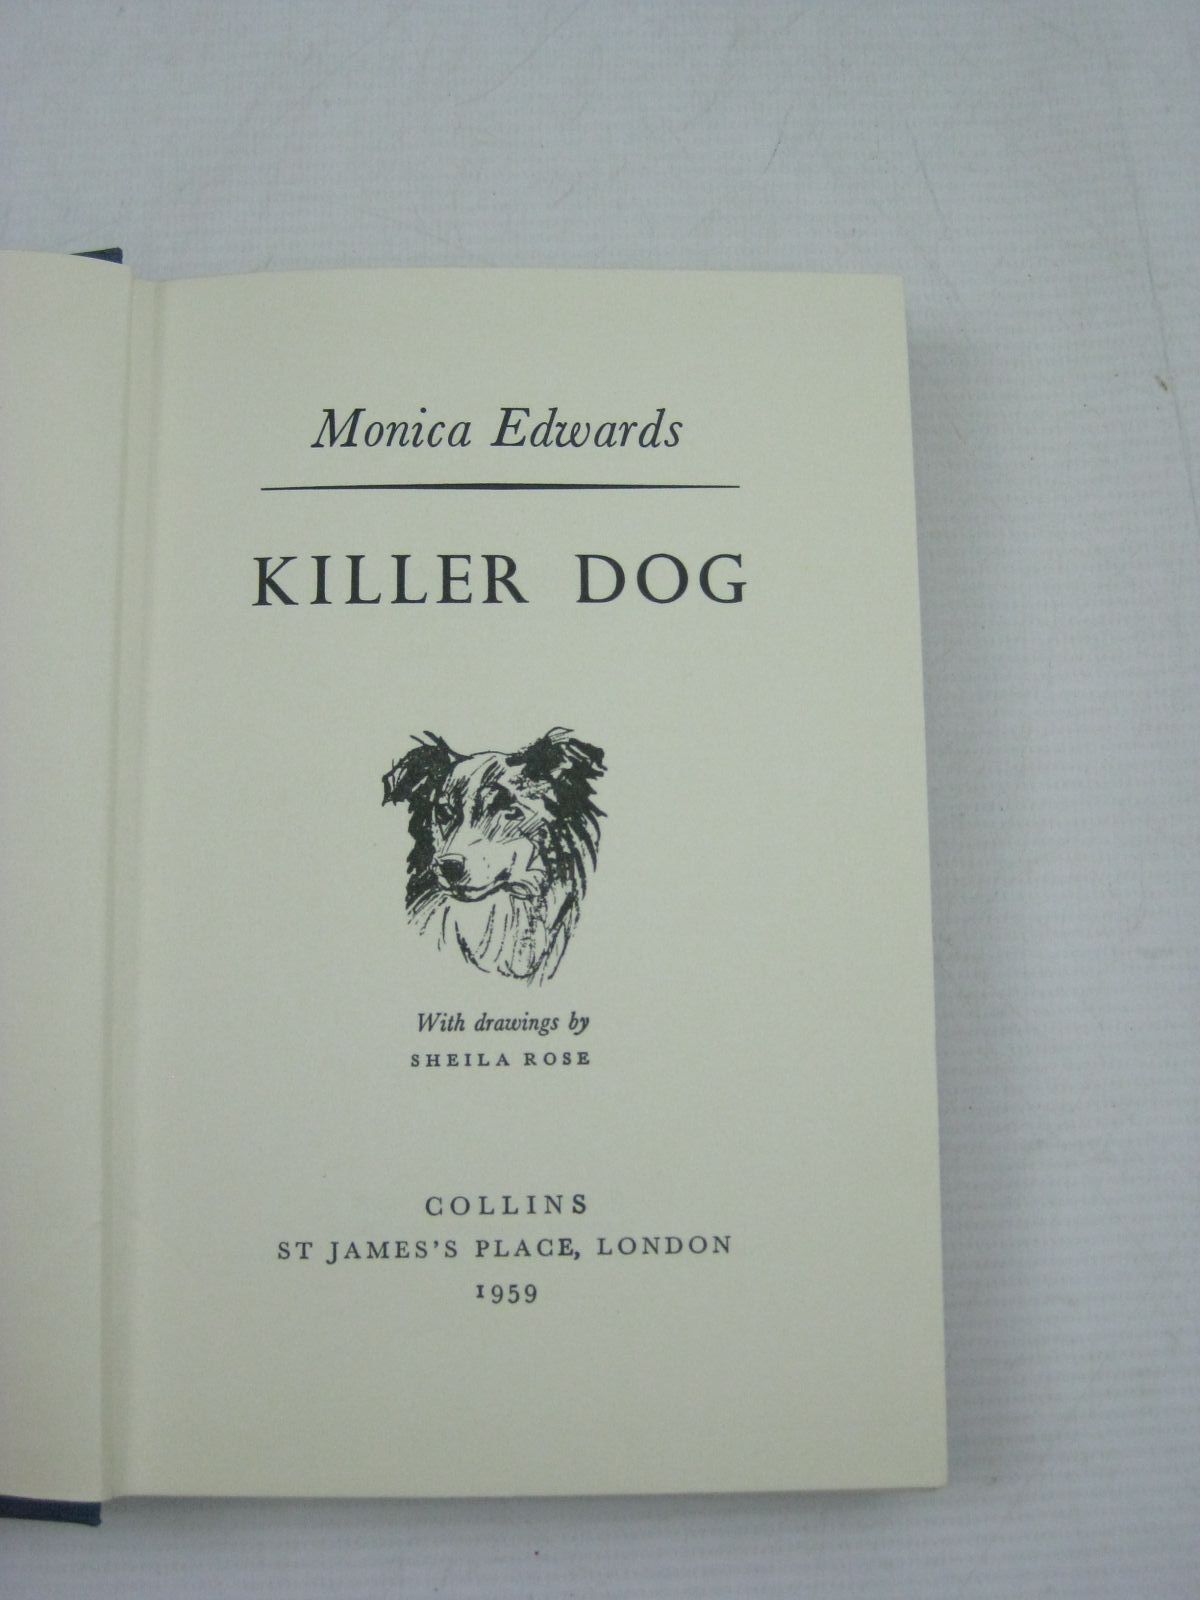 Monica Edwards
KILLER DOG
With drawings by
SHEILA ROSE
COLLINS
ST JAMES'S PLACE, LONDON
1959